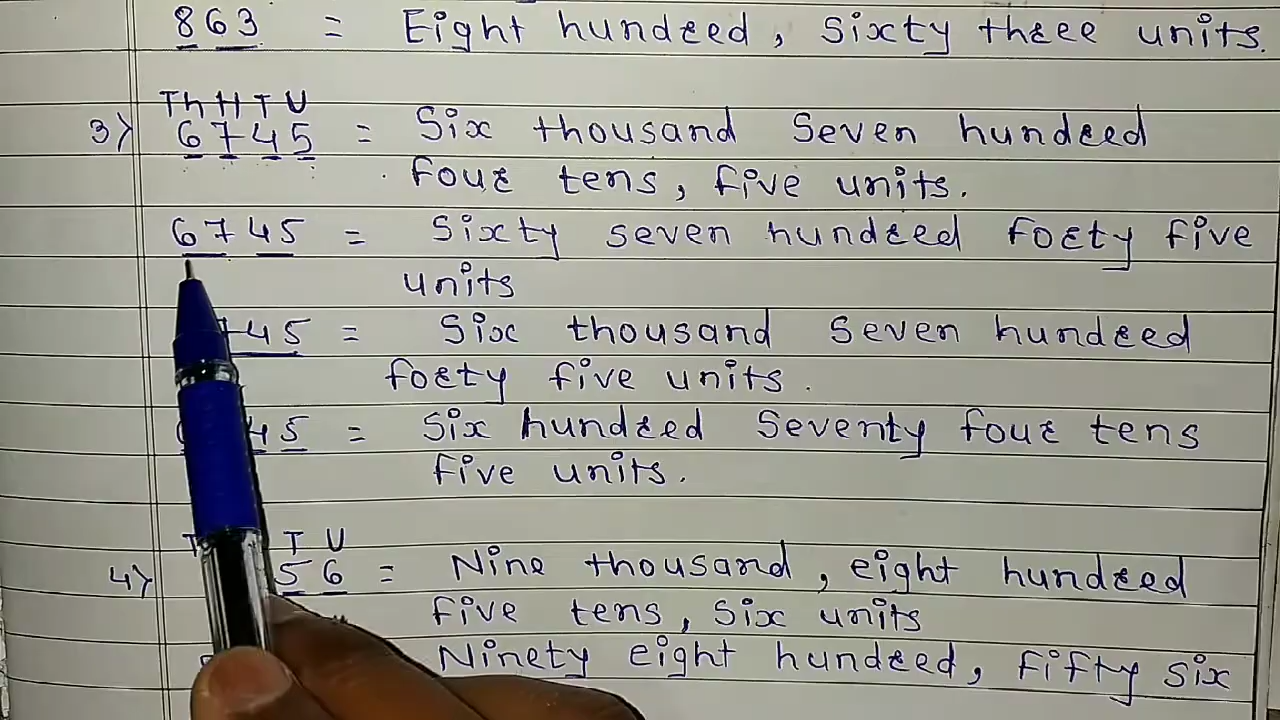 863 = Eight hundred, Sixty three units.
Th H T U
3) 6745 = Six thousand Seven hundred
four tens, five units.
6745 = Sixty seven hundred forty five
units
745 = Six thousand Seven hundred
forty five units.
45 = Six hundred Seventy four tens
five units.
T U
4) 56 = Nine thousand, eight hundred
five tens, six units
Ninety eight hundred, fifty six